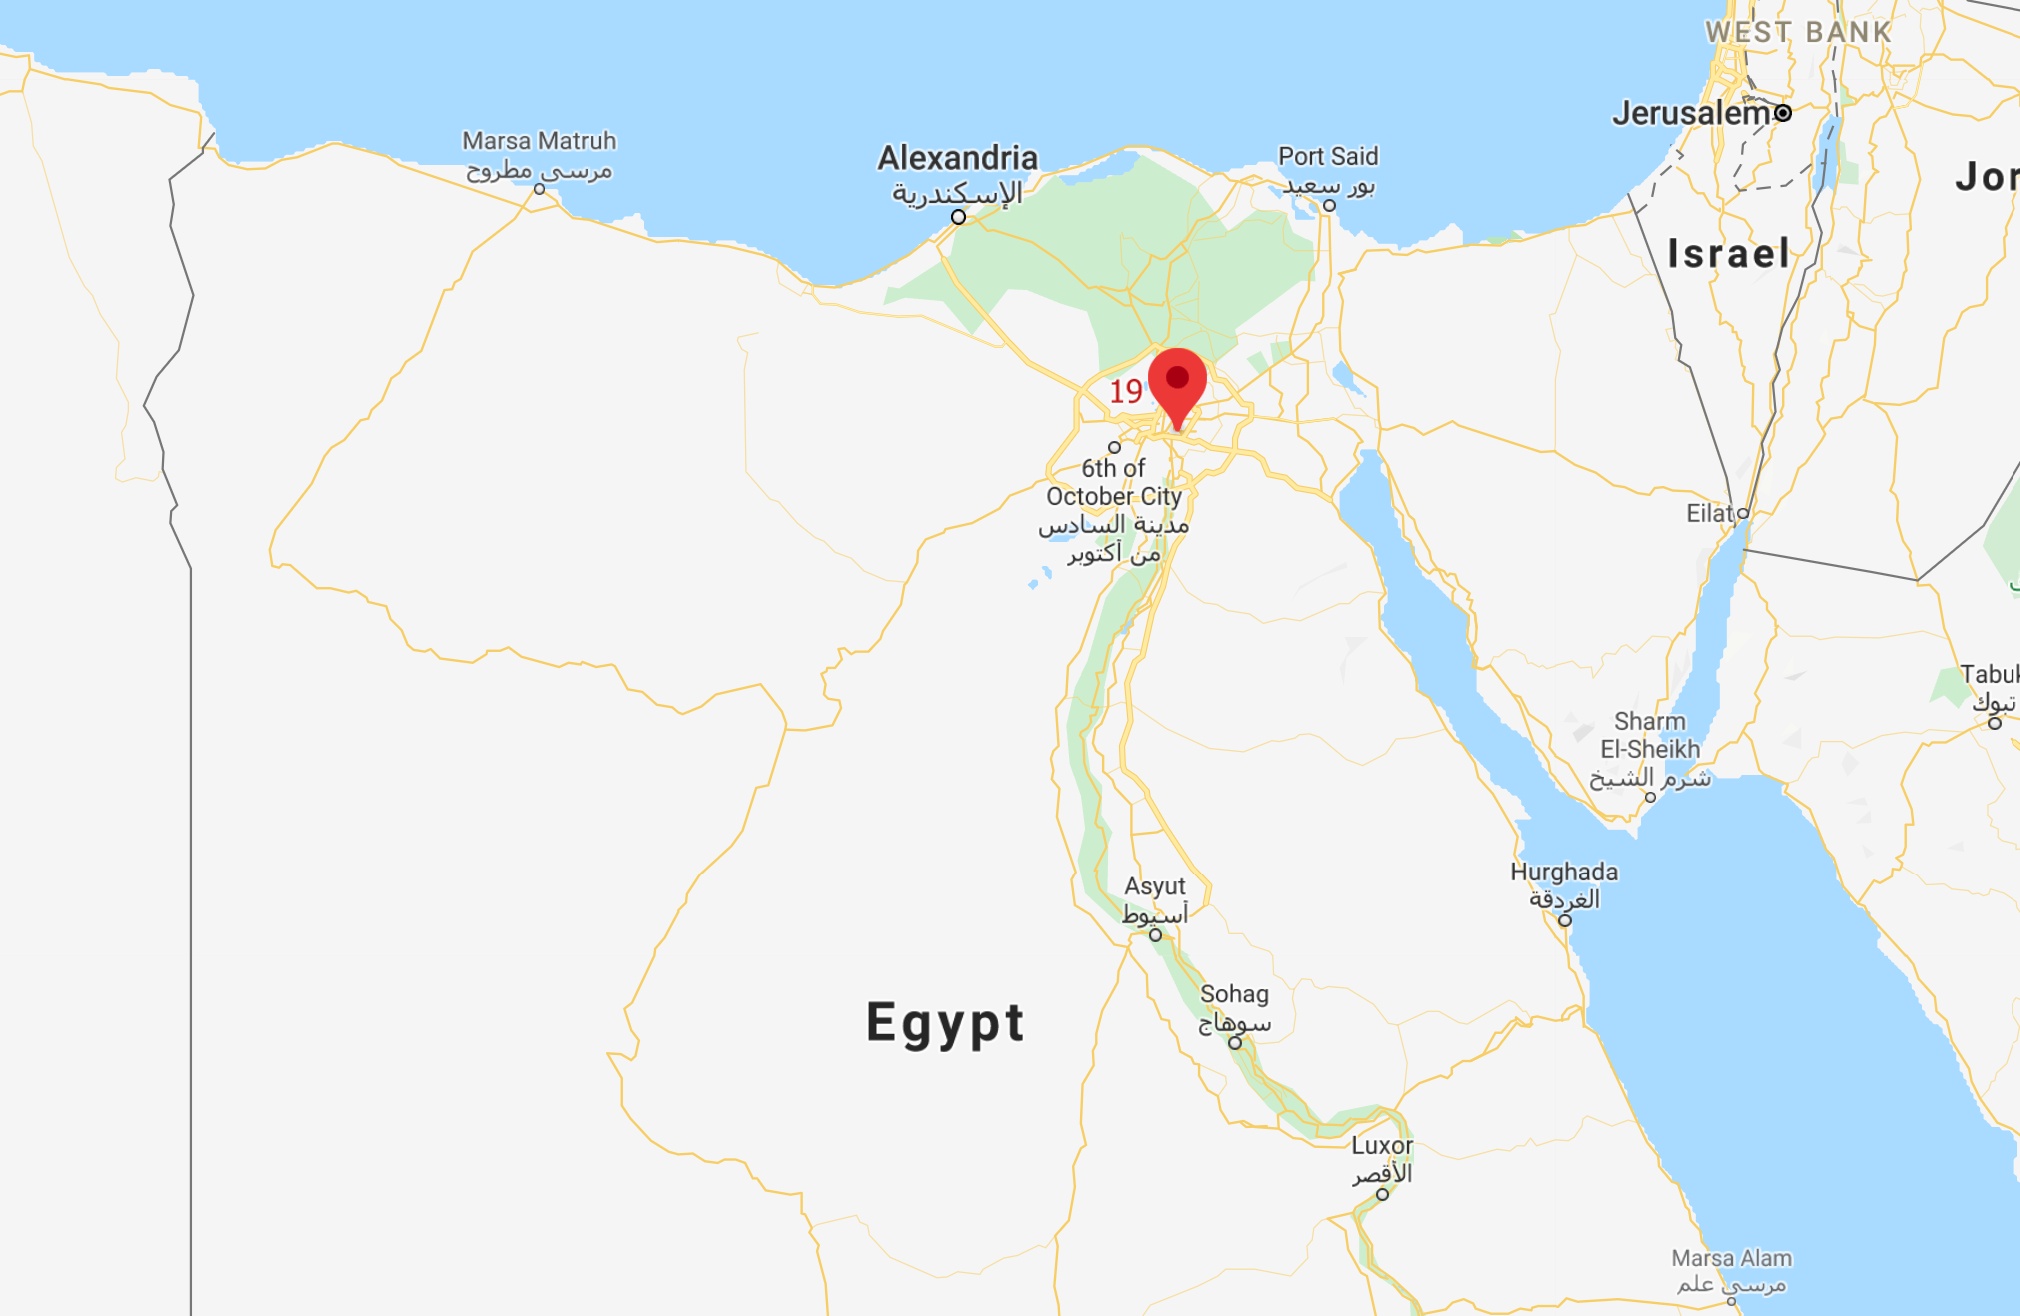 WEST BANK
Jerusalem
Marsa Matruh
مرسى مطروح
Alexandria
الإسكندرية
Port Said
بور سعيد
Jor
Israel
19
6th of
October City
مدينة السادس
من أكتوبر
Eilat
Tabuk
تبوك
Sharm
El-Sheikh
شرم الشيخ
Hurghada
الغردقة
Asyut
أسيوط
Sohag
سوهاج
Egypt
Luxor
الأقصر
Marsa Alam
مرسى علم